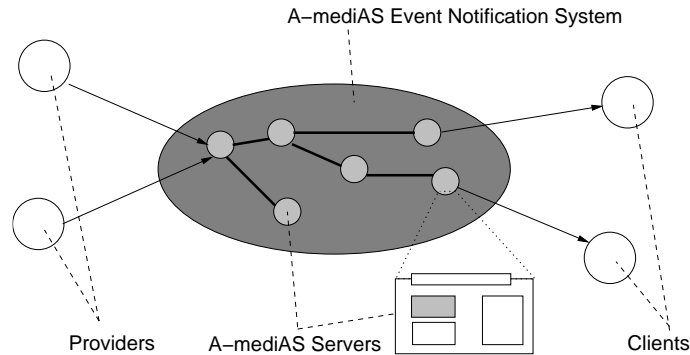 A−mediAS Event Notification System
Providers
A−mediAS Servers
Clients